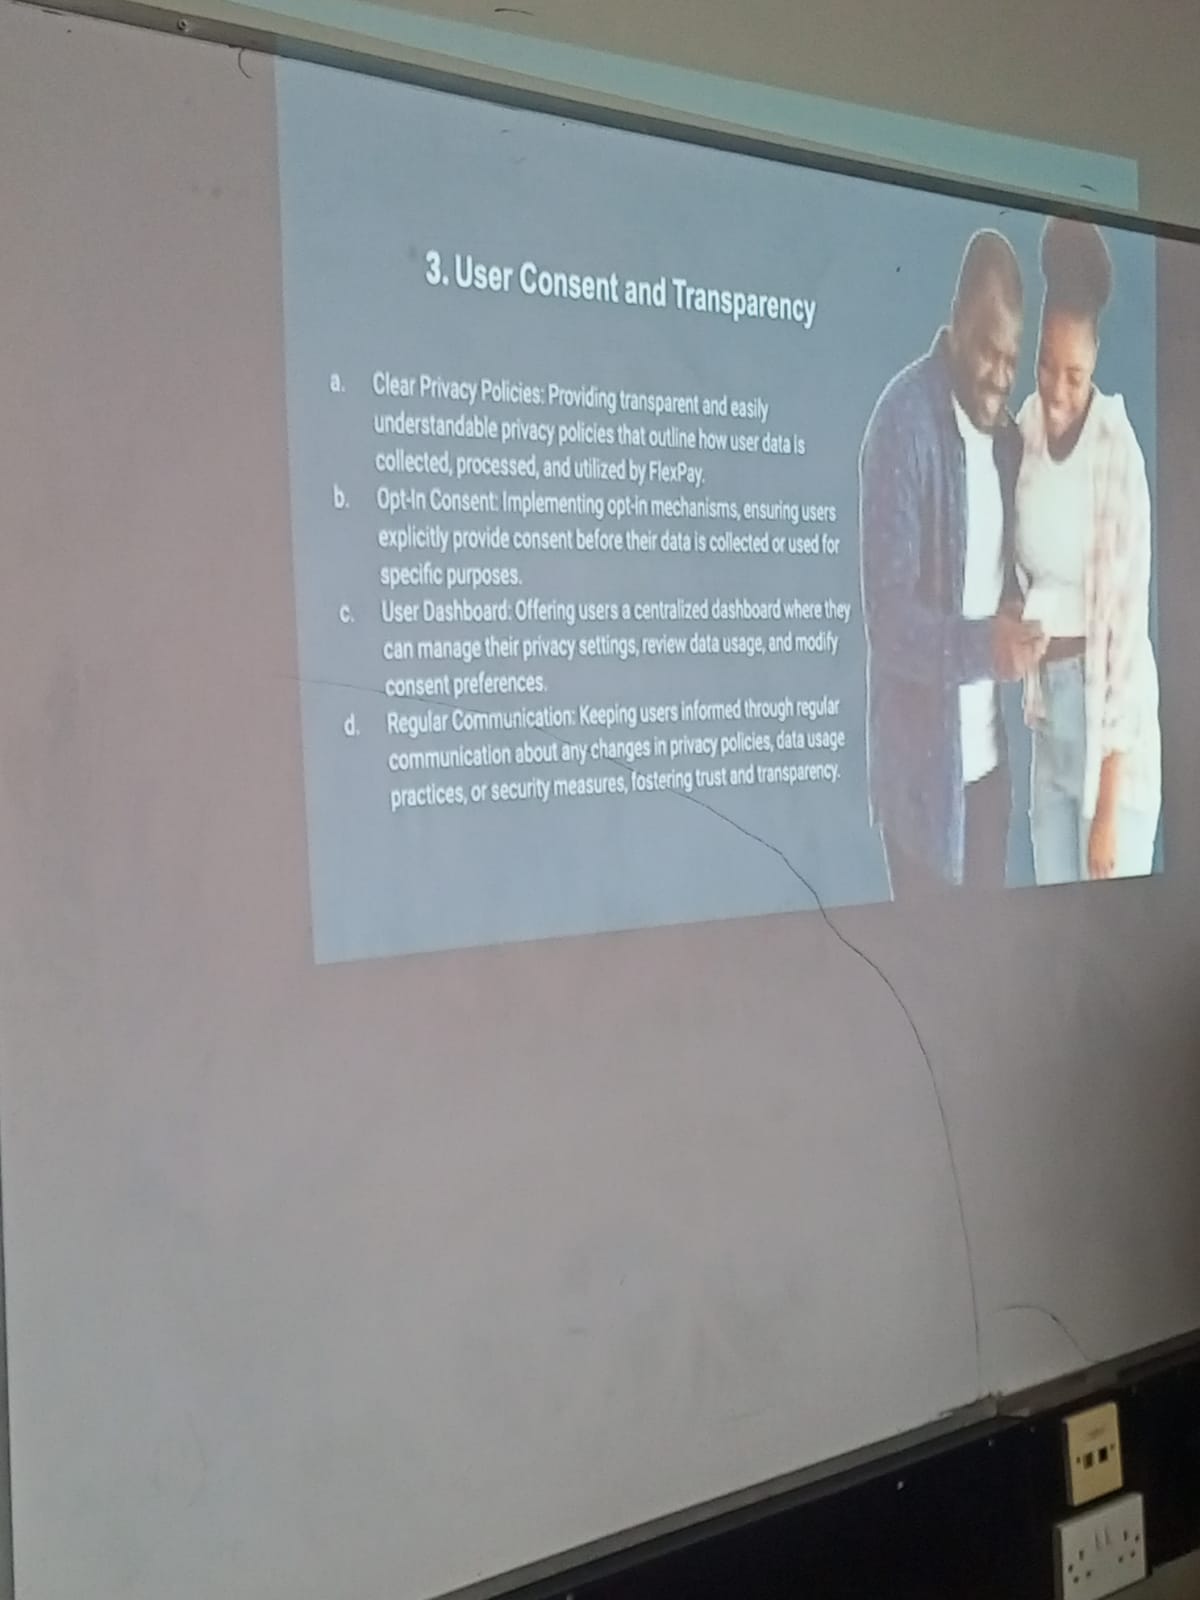 3. User Consent and Transparency
a. Clear Privacy Policies: Providing transparent and easily
understandable privacy policies that outline how user data is
collected, processed, and utilized by FlexPay.
b. Opt-In Consent: Implementing opt-in mechanisms, ensuring users
explicitly provide consent before their data is collected or used for
specific purposes.
c. User Dashboard: Offering users a centralized dashboard where they
can manage their privacy settings, review data usage, and modify
consent preferences.
d. Regular Communication: Keeping users informed through regular
communication about any changes in privacy policies, data usage
practices, or security measures, fostering trust and transparency.